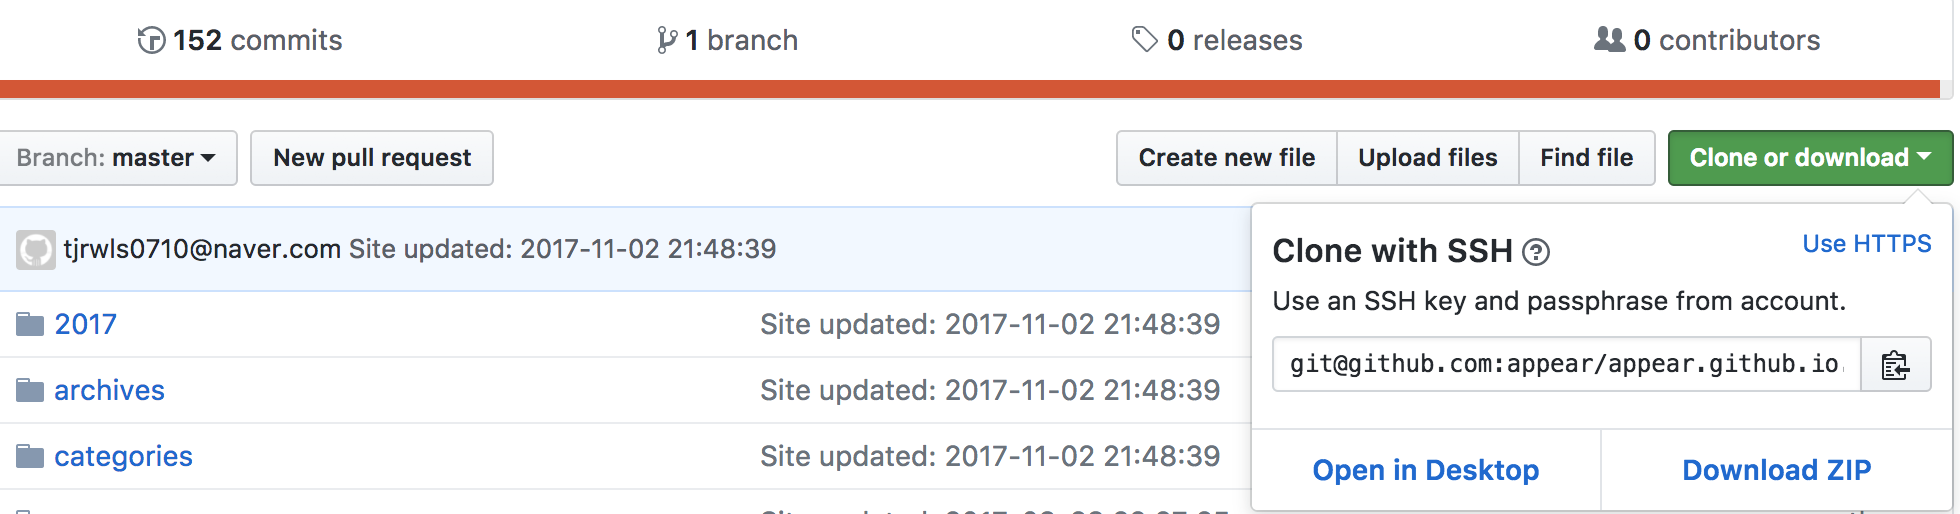 152 commits
1 branch
0 releases
0 contributors
Branch: master
New pull request
Create new file
Upload files
Find file
Clone or download
tjrwls0710@naver.com Site updated: 2017-11-02 21:48:39
Clone with SSH
Use HTTPS
Use an SSH key and passphrase from account.
git@github.com:appear/appear.github.io.
Open in Desktop
Download ZIP
2017
Site updated: 2017-11-02 21:48:39
archives
Site updated: 2017-11-02 21:48:39
categories
Site updated: 2017-11-02 21:48:39